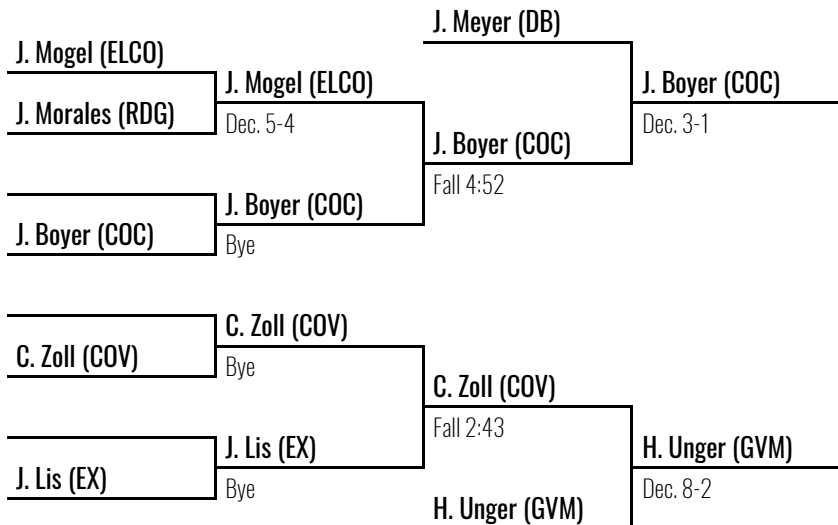 J. Mogel (ELCO)
J. Morales (RDG)
J. Boyer (COC)
C. Zoll (COV)
J. Lis (EX)
J. Mogel (ELCO)
Dec. 5-4
J. Boyer (COC)
Bye
C. Zoll (COV)
Bye
J. Lis (EX)
Bye
J. Meyer (DB)
J. Boyer (COC)
Fall 4:52
C. Zoll (COV)
Fall 2:43
H. Unger (GVM)
J. Boyer (COC)
Dec. 3-1
H. Unger (GVM)
Dec. 8-2